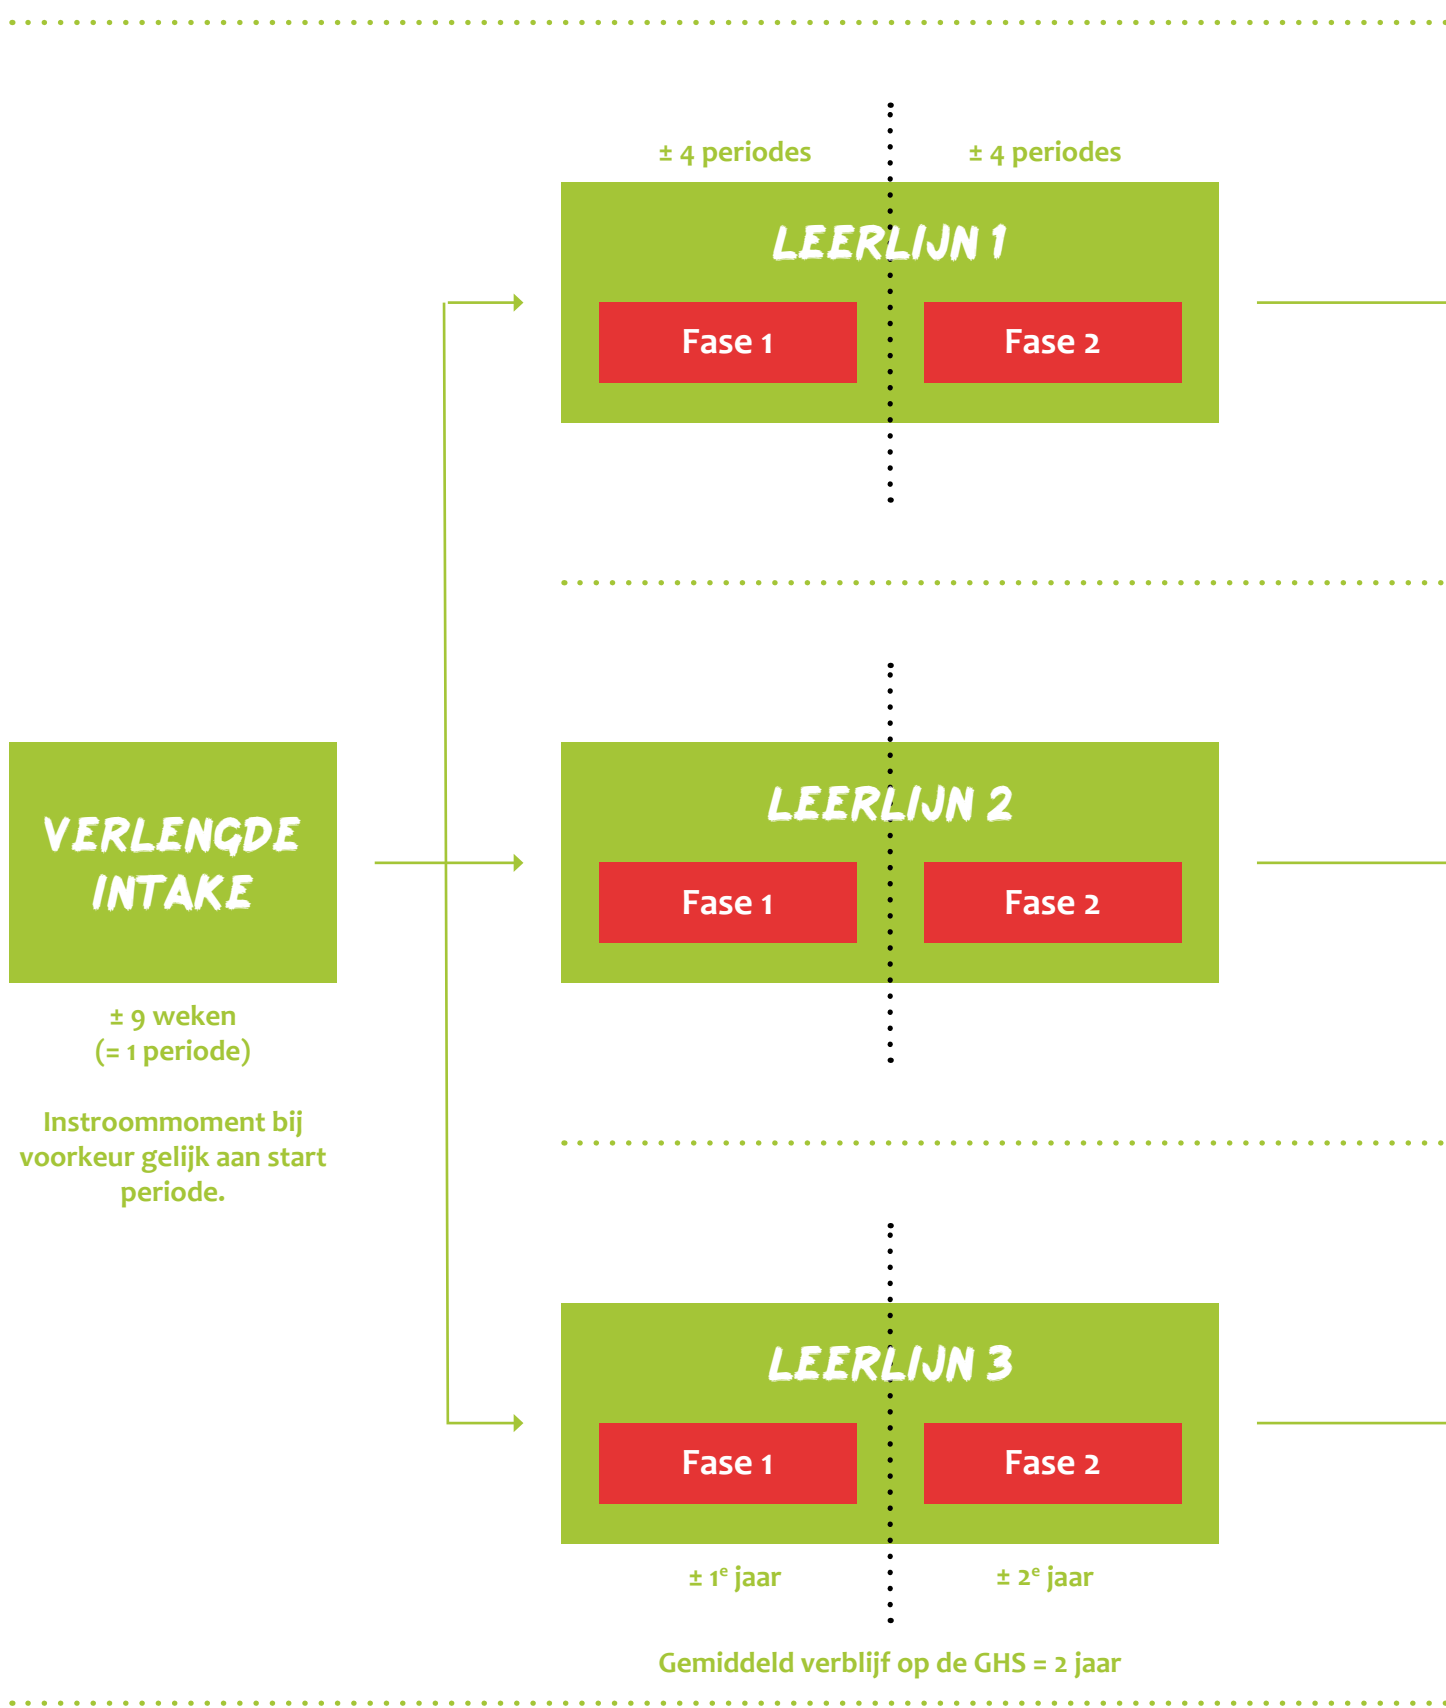 ± 4 periodes
± 4 periodes
LEERLIJN 1
Fase 1
Fase 2
VERLENGDE
INTAKE
± 9 weken
(= 1 periode)
Instroommoment bij
voorkeur gelijk aan start
periode.
LEERLIJN 2
Fase 1
Fase 2
LEERLIJN 3
Fase 1
Fase 2
± 1e jaar
± 2e jaar
Gemiddeld verblijf op de GHS = 2 jaar